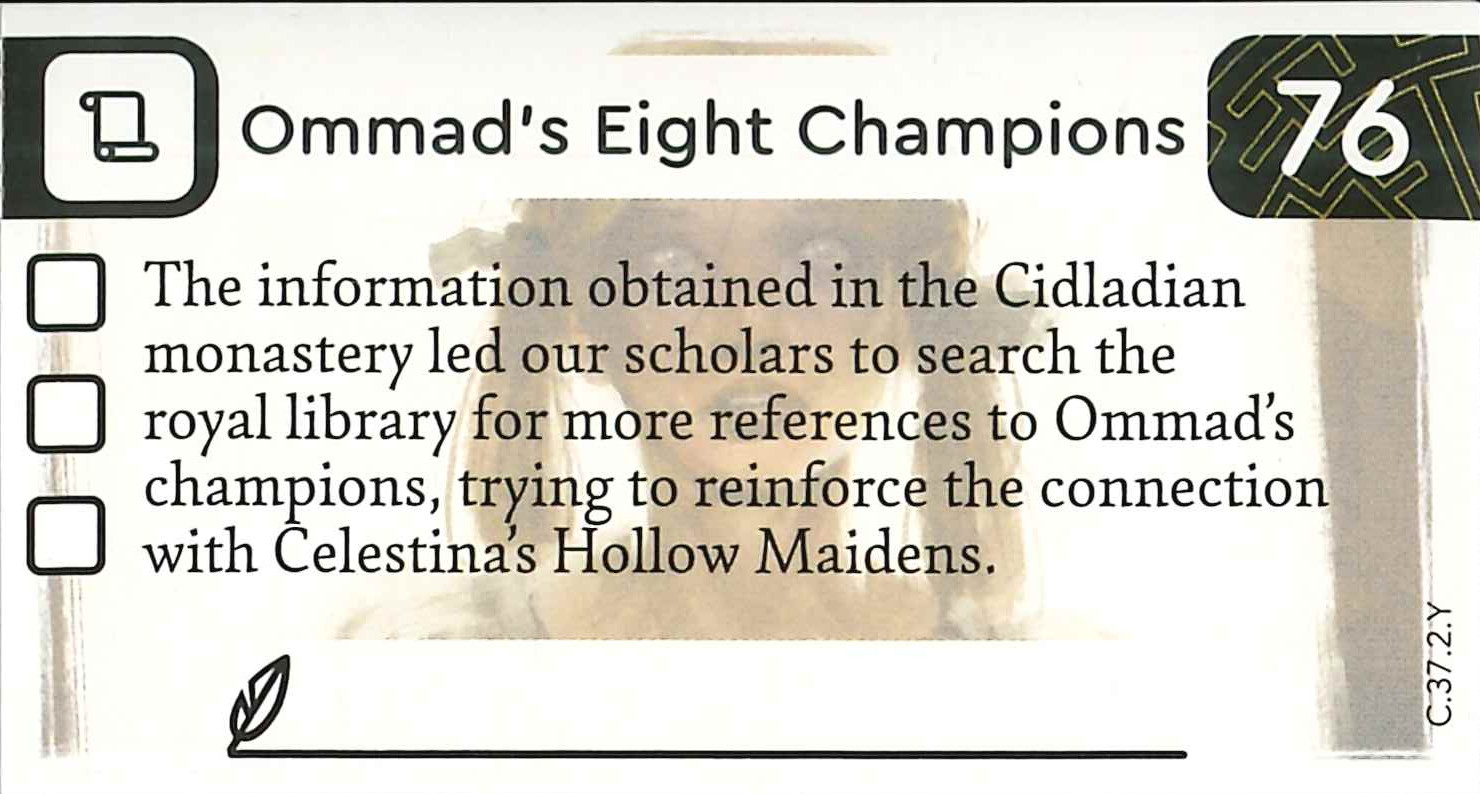 Ommad's Eight Champions
76
The information obtained in the Cidladian
monastery led our scholars to search the
royal library for more references to Ommad's
champions, trying to reinforce the connection
with Celestina's Hollow Maidens.
C.37.2.Y